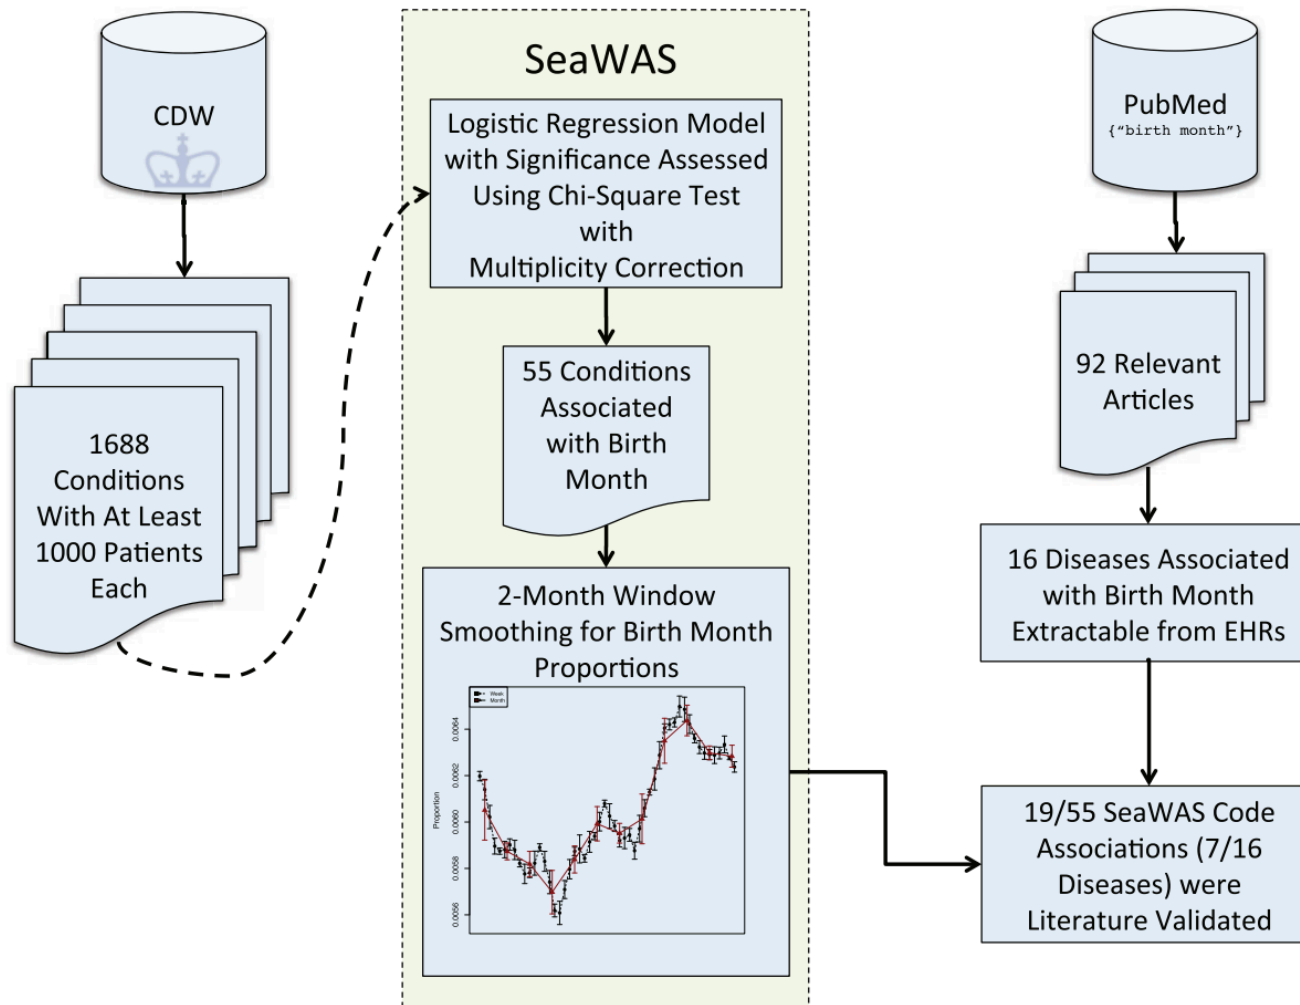 CDW
1688
Conditions
With At Least
1000 Patients
Each
SeaWAS
Logistic Regression Model
with Significance Assessed
Using Chi-Square Test
with
Multiplicity Correction
55 Conditions
Associated
with Birth
Month
2-Month Window
Smoothing for Birth Month
Proportions
Week
Month
Proportion
0.0064
0.0062
0.0060
0.0058
0.0056
PubMed
{“birth month”}
92 Relevant
Articles
16 Diseases Associated
with Birth Month
Extractable from EHRs
19/55 SeaWAS Code
Associations (7/16
Diseases) were
Literature Validated